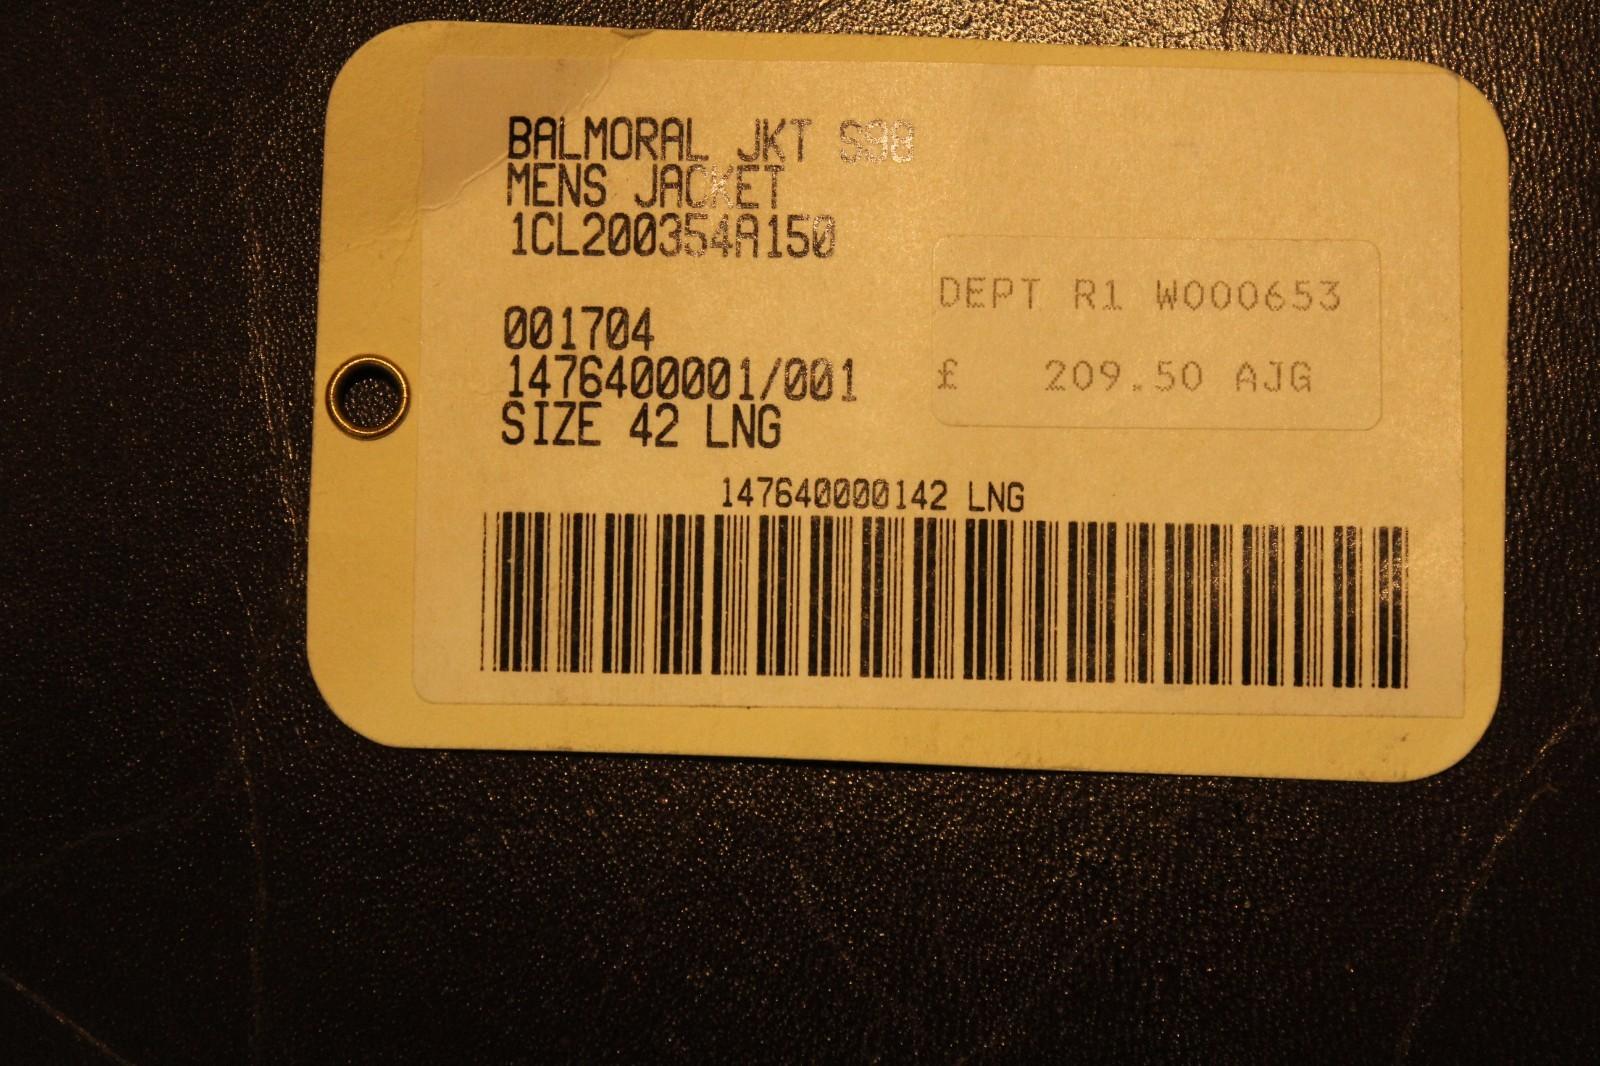 BALMORAL JKT S98
MENS JACKET
1CL200354A150
DEPT R1 W000653
001704
1476400001/001
£ 209.50 AJG
SIZE 42 LNG
147640000142 LNG